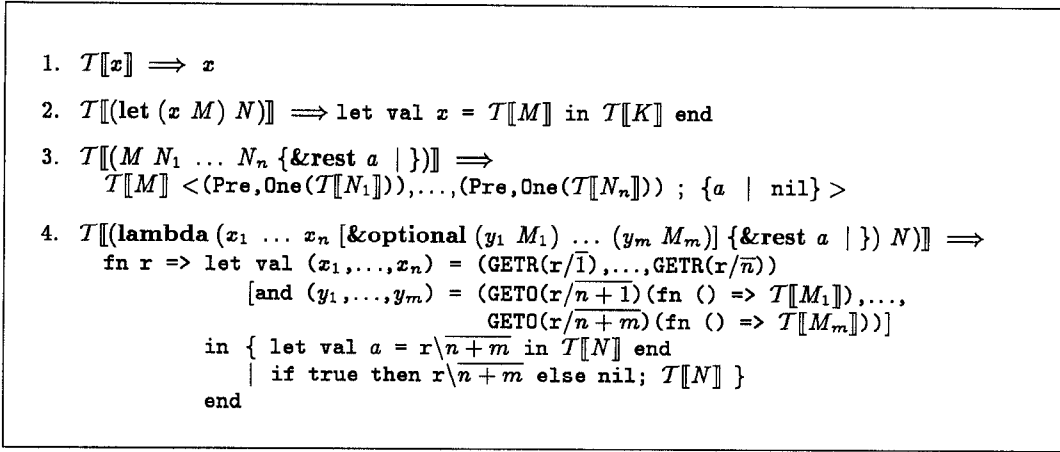 1. 𝒯⟦x⟧ ⟹ x
2. 𝒯⟦(let (x M) N)⟧ ⟹ let val x = 𝒯⟦M⟧ in 𝒯⟦K⟧ end
3. 𝒯⟦(M N₁ ... Nₙ {&rest a | })⟧ ⟹
𝒯⟦M⟧ <(Pre,One(𝒯⟦N₁⟧)),...,(Pre,One(𝒯⟦Nₙ⟧)) ; {a | nil} >
4. 𝒯⟦(lambda (x₁ ... xₙ [&optional (y₁ M₁) ... (yₘ Mₘ)] {&rest a | }) N)⟧ ⟹
fn r => let val (x₁,...,xₙ) = (GETR(r/1̅),...,GETR(r/n̅))
[and (y₁,...,yₘ) = (GETO(r/n̅+̅1̅)(fn () => 𝒯⟦M₁⟧),...,
GETO(r/n̅+̅m̅)(fn () => 𝒯⟦Mₘ⟧))]
in { let val a = r\n̅+̅m̅ in 𝒯⟦N⟧ end
| if true then r\n̅+̅m̅ else nil; 𝒯⟦N⟧ }
end